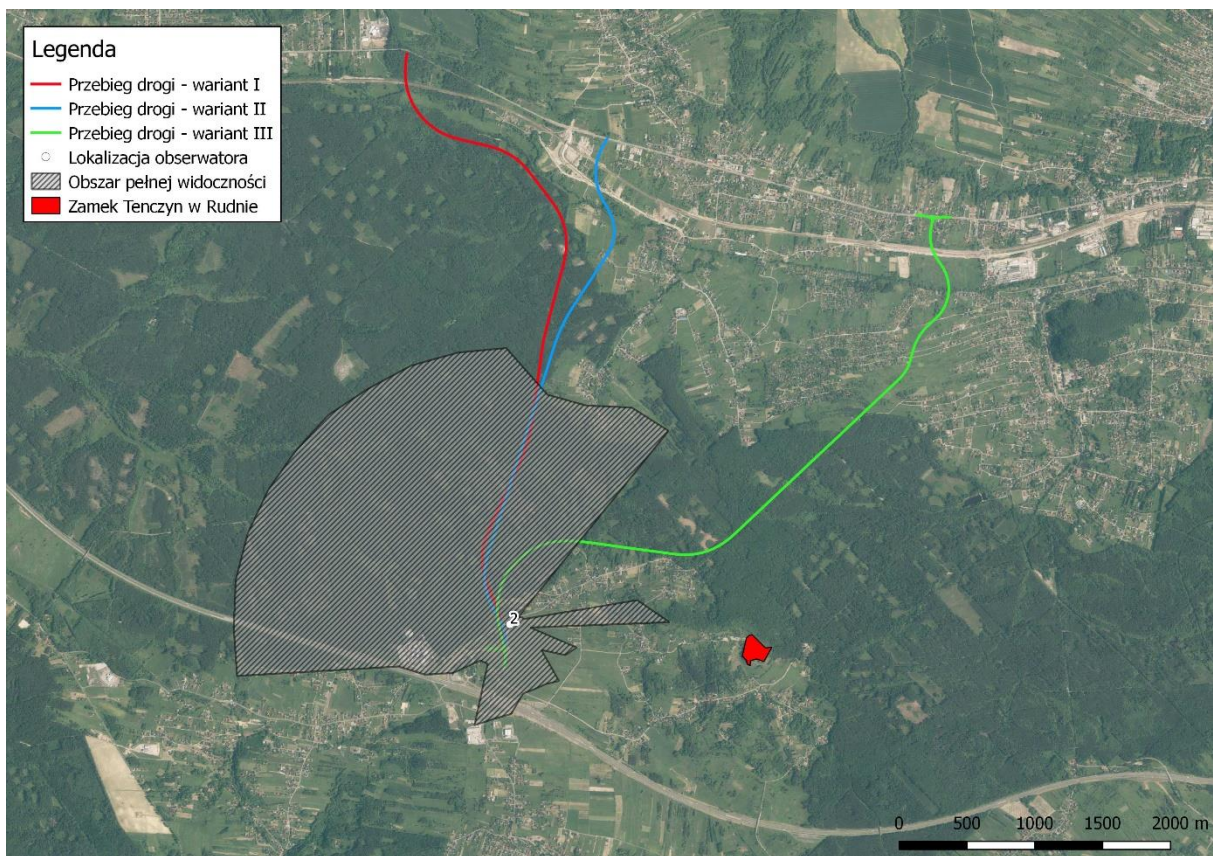 Legenda
Przebieg drogi - wariant I
Przebieg drogi - wariant II
Przebieg drogi - wariant III
Lokalizacja obserwatora
Obszar pełnej widoczności
Zamek Tenczyn w Rudnie
2
0 500 1000 1500 2000 m